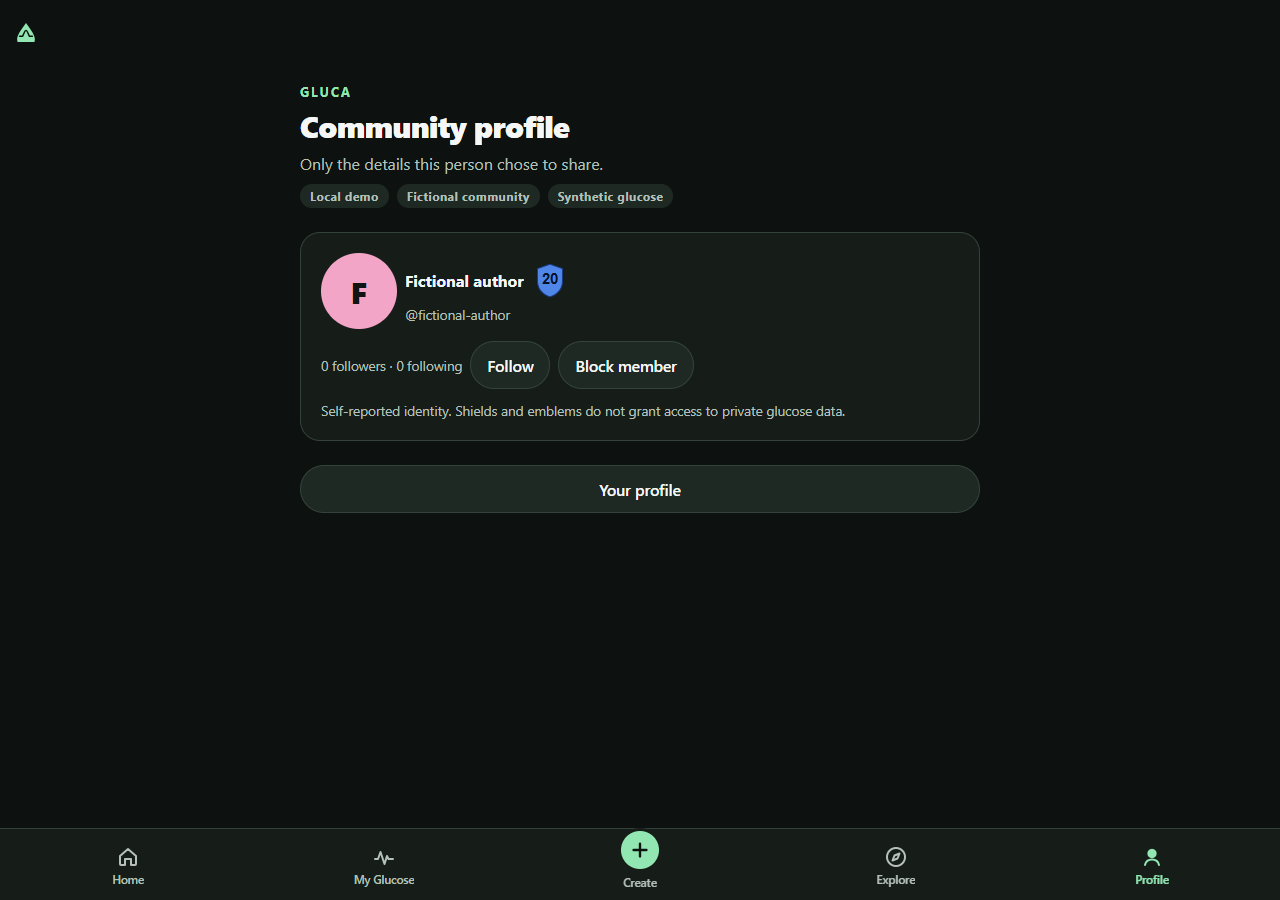 GLUCA
Community profile
Only the details this person chose to share.
Local demo Fictional community Synthetic glucose
F
Fictional author 20
@fictional-author
0 followers · 0 following Follow Block member
Self-reported identity. Shields and emblems do not grant access to private glucose data.
Your profile
Home My Glucose Create Explore Profile